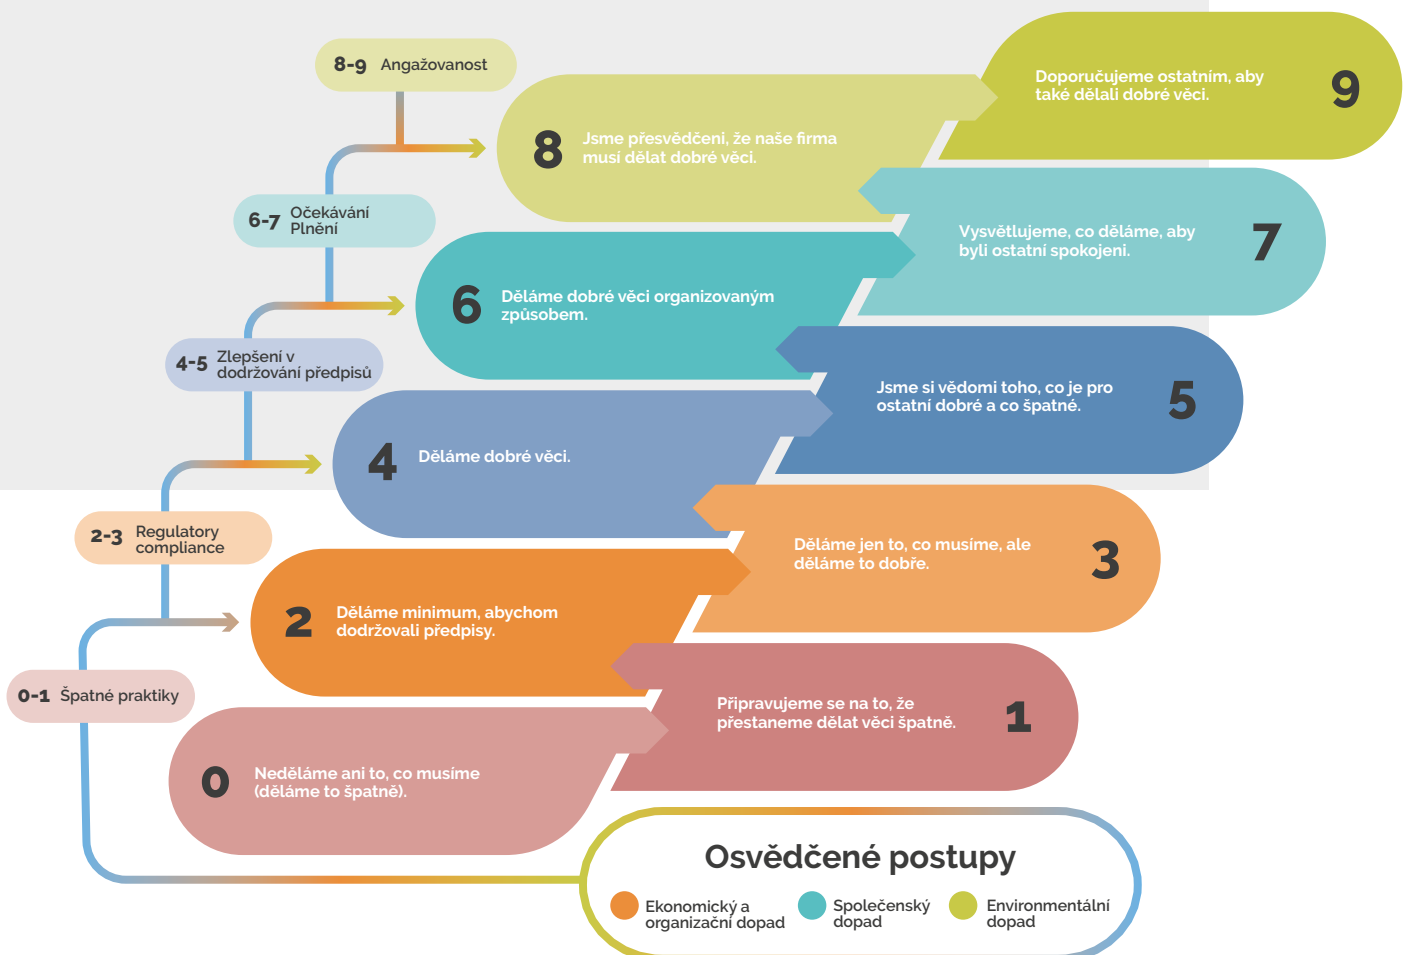 8-9 Angažovanost
9
Doporučujeme ostatním, aby
také dělali dobré věci.
8
Jsme přesvědčeni, že naše firma
musí dělat dobré věci.
6-7 Očekávání
Plnění
7
Vysvětlujeme, co děláme, aby
byli ostatní spokojeni.
6
Děláme dobré věci organizovaným
způsobem.
4-5 Zlepšení v
dodržování předpisů
5
Jsme si vědomi toho, co je pro
ostatní dobré a co špatné.
4
Děláme dobré věci.
2-3 Regulatory
compliance
3
Děláme jen to, co musíme, ale
děláme to dobře.
2
Děláme minimum, abychom
dodržovali předpisy.
0-1 Špatné praktiky
1
Připravujeme se na to, že
přestaneme dělat věci špatně.
0
Neděláme ani to, co musíme
(děláme to špatně).
Osvědčené postupy
Ekonomický a
organizační dopad
Společenský
dopad
Environmentální
dopad